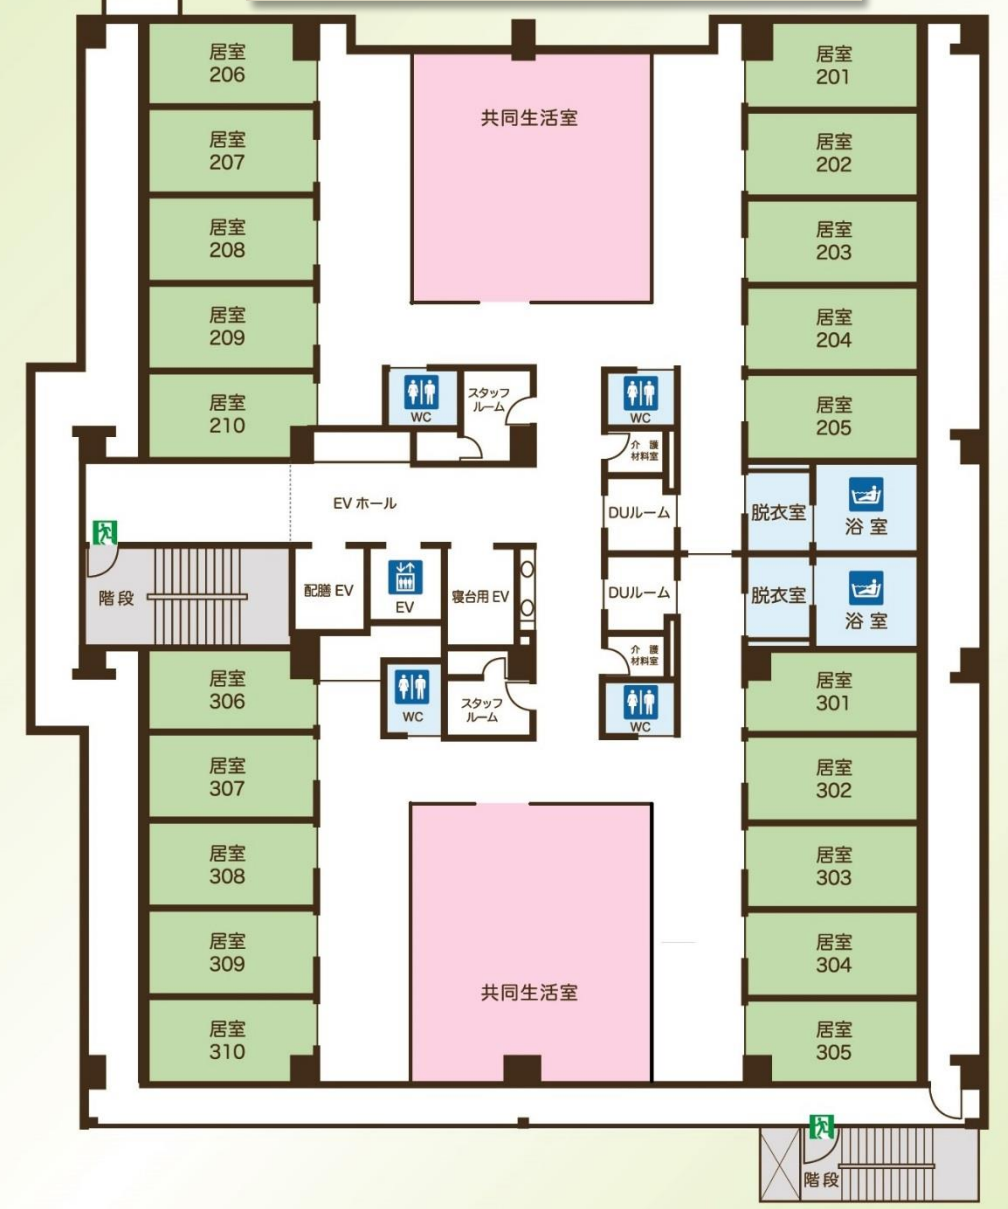 居室
206
居室
201
共同生活室
居室
207
居室
202
居室
208
居室
203
居室
209
居室
204
居室
210
WC
スタッフ
ルーム
WC
居室
205
介 護
材料室
EV ホール
DUルーム
脱衣室
浴 室
階 段
配膳 EV
EV
寝台用 EV
DUルーム
脱衣室
浴 室
介 護
材料室
居室
306
WC
スタッフ
ルーム
WC
居室
301
居室
307
居室
302
居室
308
居室
303
居室
309
居室
304
共同生活室
居室
310
居室
305
階 段